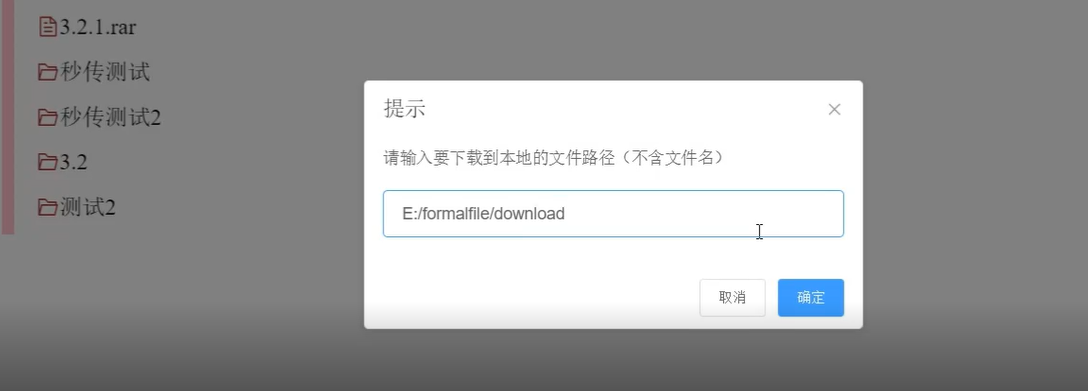 3.2.1.rar
秒传测试
秒传测试2
3.2
测试2
提示
请输入要下载到本地的文件路径（不含文件名）
E:/formalfile/download
取消
确定